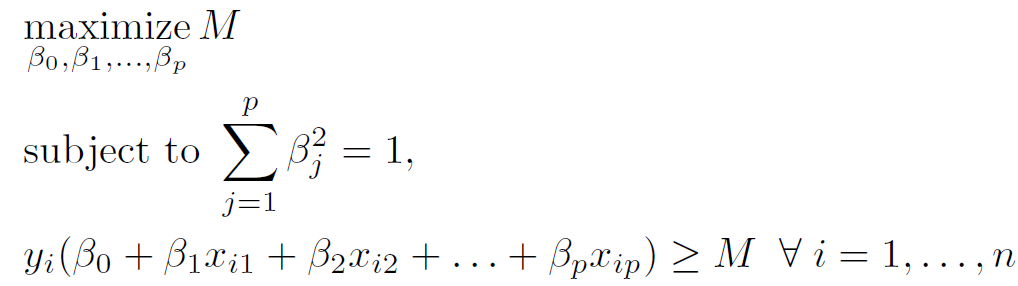 maximize M
β₀,β₁,...,βₚ
subject to ∑ⱼ₌₁ᵖ βⱼ² = 1,
yᵢ(β₀ + β₁xᵢ₁ + β₂xᵢ₂ + . . . + βₚxᵢₚ) ≥ M ∀ i = 1, . . . , n